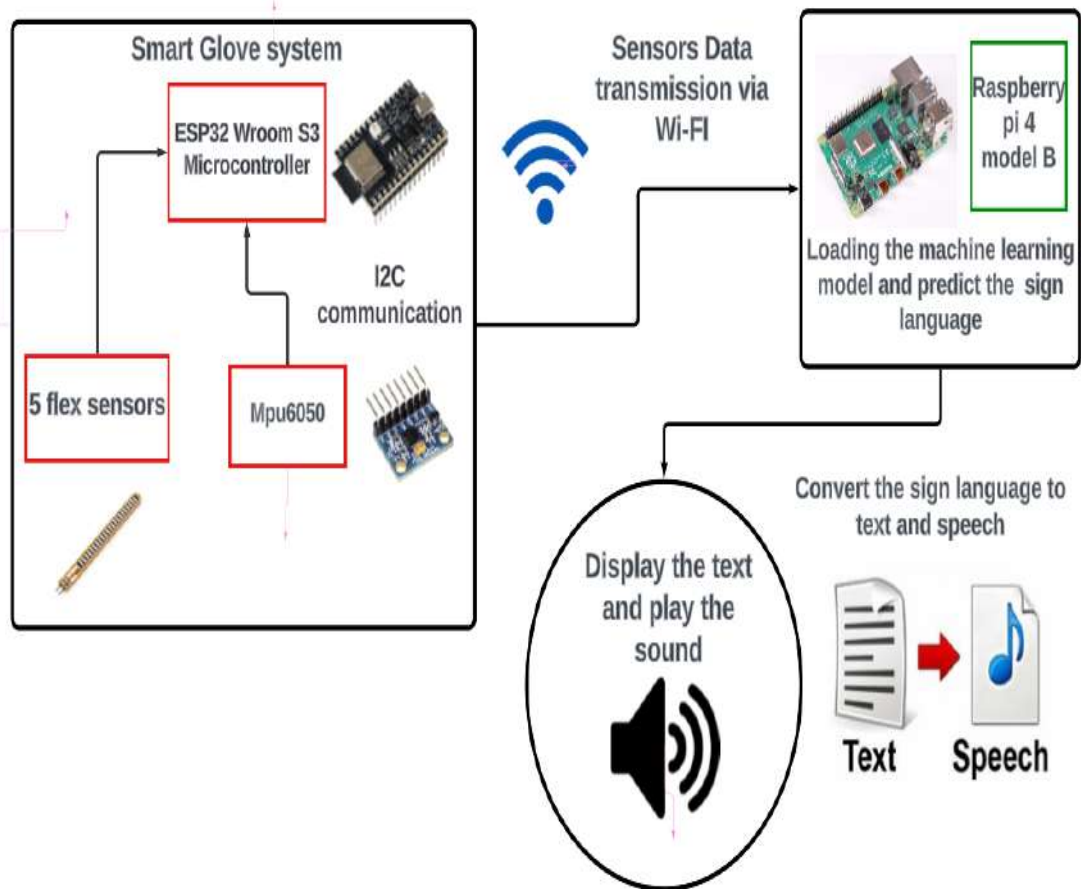 Smart Glove system
ESP32 Wroom S3
Microcontroller
I2C
communication
5 flex sensors
Mpu6050
Sensors Data
transmission via
Wi-FI
Raspberry
pi 4
model B
Loading the machine learning
model and predict the sign
language
Convert the sign language to
text and speech
Display the text
and play the
sound
Text
Speech